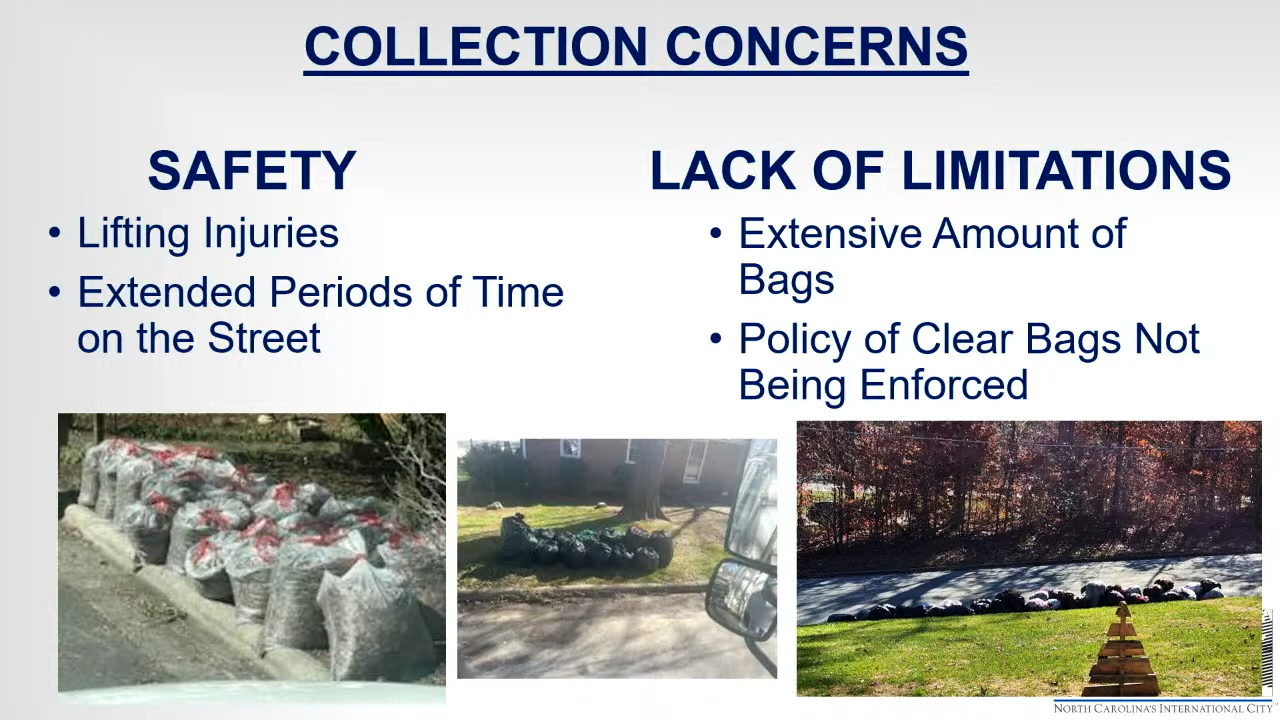 COLLECTION CONCERNS
SAFETY
• Lifting Injuries
• Extended Periods of Time
on the Street
LACK OF LIMITATIONS
• Extensive Amount of
Bags
• Policy of Clear Bags Not
Being Enforced
NORTH CAROLINA'S INTERNATIONAL CITY